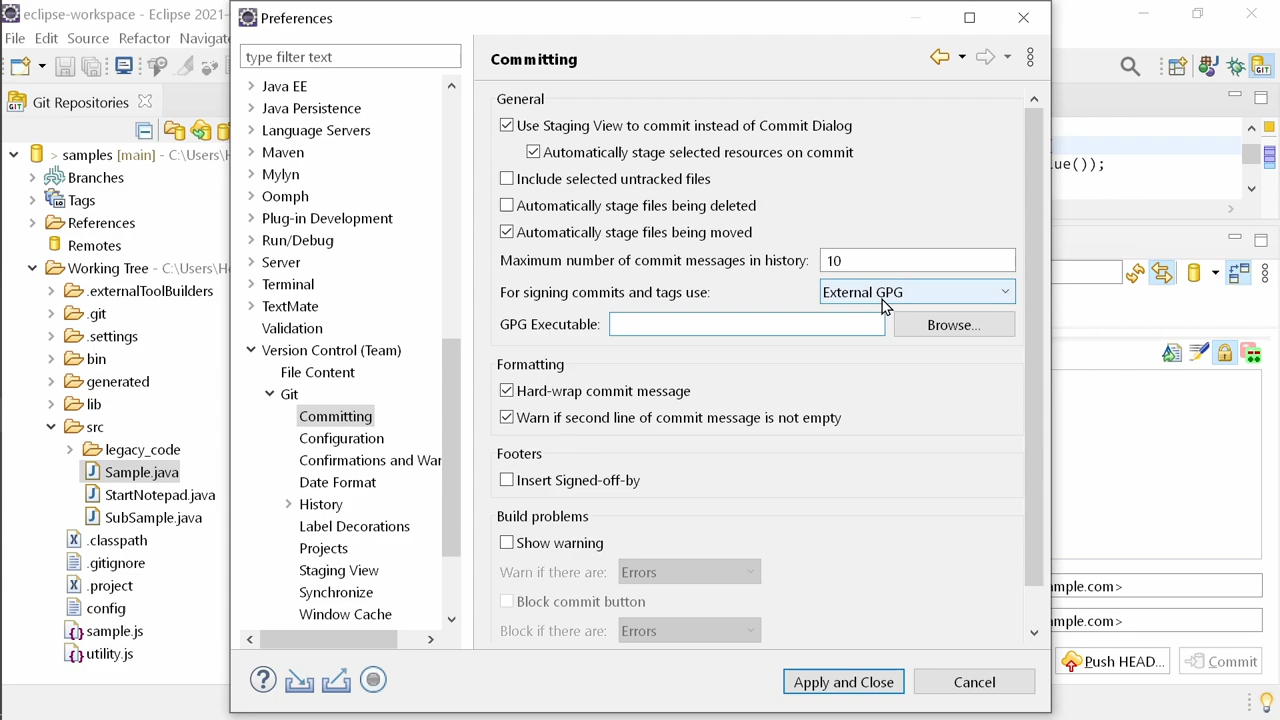 eclipse-workspace - Eclipse 2021-
File Edit Source Refactor Navigate
Git Repositories
> samples [main] - C:\Users\H
Branches
Tags
References
Remotes
Working Tree - C:\Users\H
.externalToolBuilders
.git
.settings
bin
generated
lib
src
legacy_code
Sample.java
StartNotepad.java
SubSample.java
.classpath
.gitignore
.project
config
sample.js
utility.js
Preferences
type filter text
Java EE
Java Persistence
Language Servers
Maven
Mylyn
Oomph
Plug-in Development
Run/Debug
Server
Terminal
TextMate
Validation
Version Control (Team)
File Content
Git
Committing
Configuration
Confirmations and War
Date Format
History
Label Decorations
Projects
Staging View
Synchronize
Window Cache
Committing
General
Use Staging View to commit instead of Commit Dialog
Automatically stage selected resources on commit
Include selected untracked files
Automatically stage files being deleted
Automatically stage files being moved
Maximum number of commit messages in history: 10
For signing commits and tags use: External GPG
GPG Executable: Browse...
Formatting
Hard-wrap commit message
Warn if second line of commit message is not empty
Footers
Insert Signed-off-by
Build problems
Show warning
Warn if there are: Errors
Block commit button
Block if there are: Errors
Apply and Close Cancel
GIT
lue());
ample.com>
ample.com>
Push HEAD... Commit